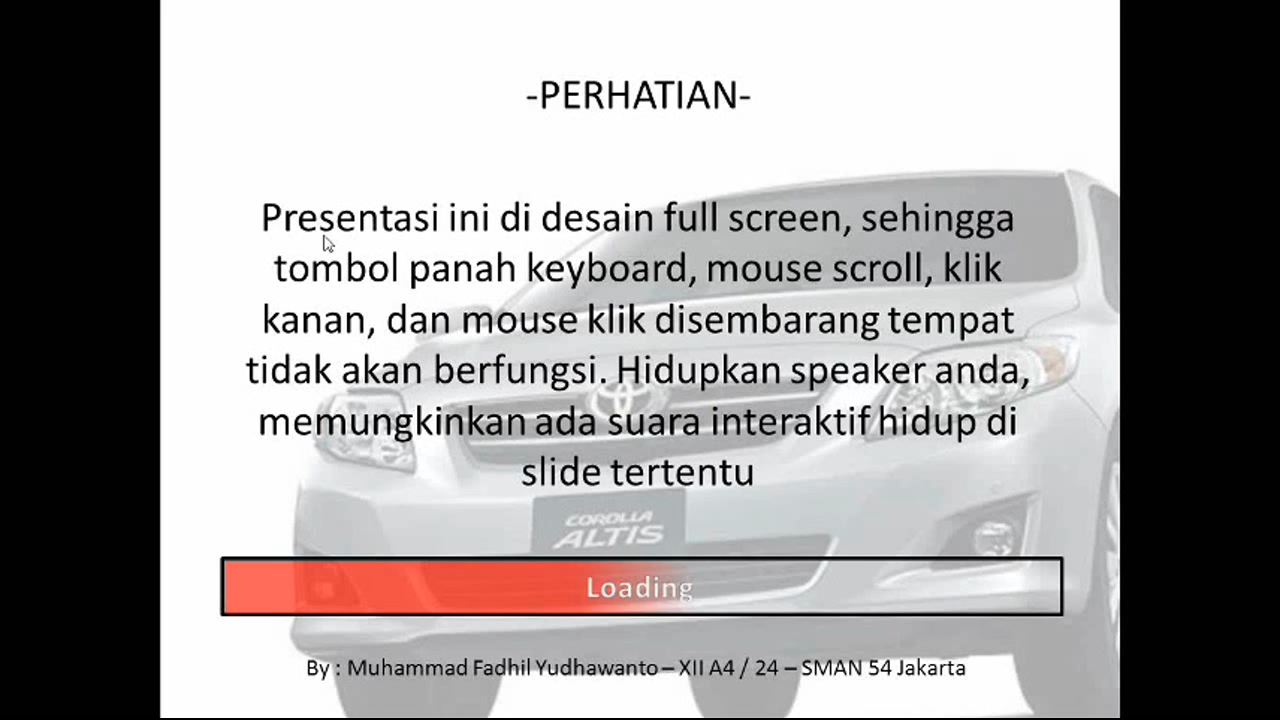 -PERHATIAN-
Presentasi ini di desain full screen, sehingga
tombol panah keyboard, mouse scroll, klik
kanan, dan mouse klik disembarang tempat
tidak akan berfungsi. Hidupkan speaker anda,
memungkinkan ada suara interaktif hidup di
slide tertentu
COROLLA
ALTIS
Loading
By : Muhammad Fadhil Yudhawanto – XII A4 / 24 – SMAN 54 Jakarta